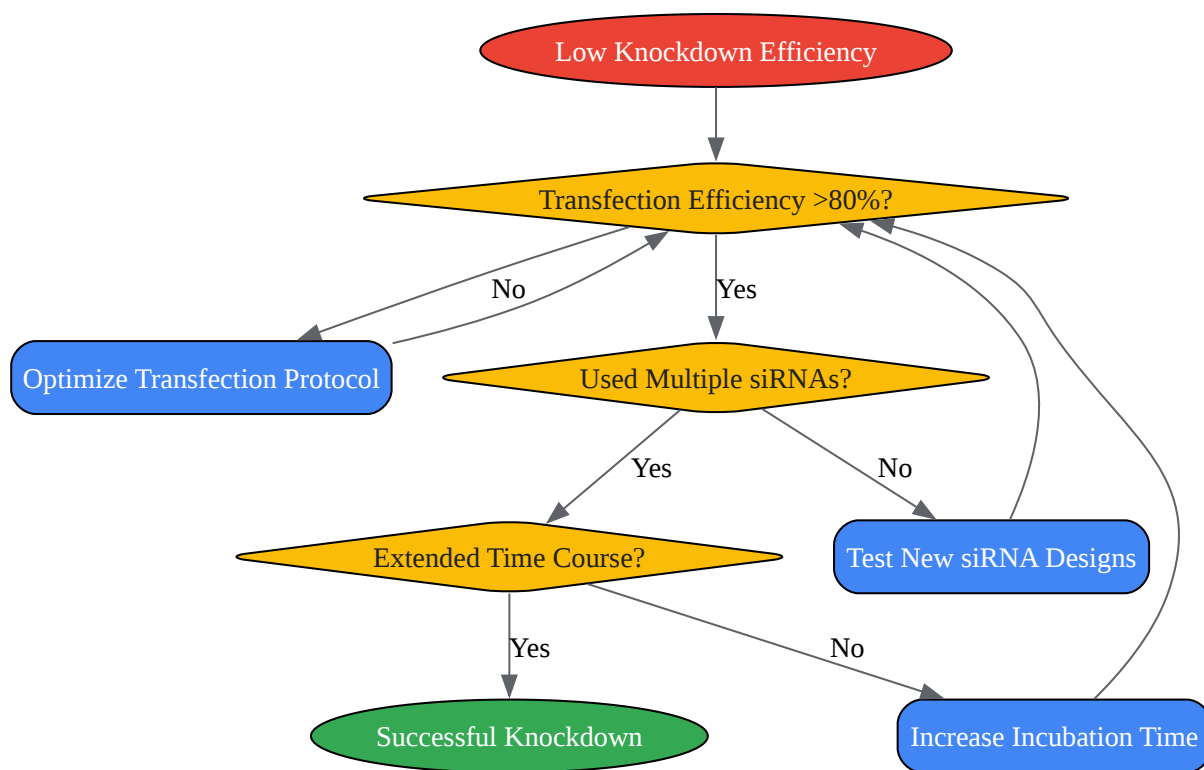 Low Knockdown Efficiency
Transfection Efficiency >80%?
No
Yes
Optimize Transfection Protocol
Used Multiple siRNAs?
Yes
No
Extended Time Course?
Test New siRNA Designs
Yes
No
Successful Knockdown
Increase Incubation Time